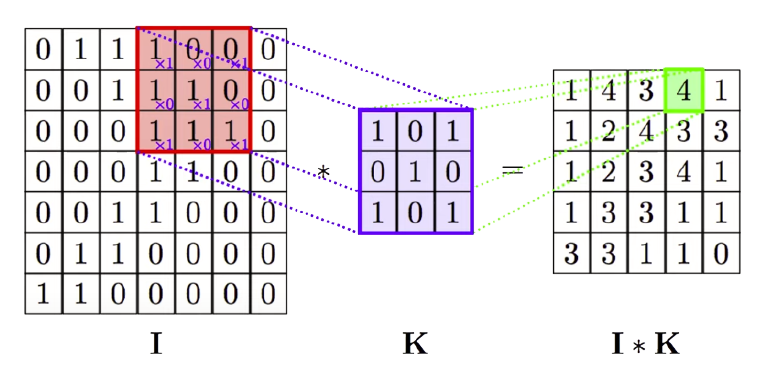 0 1 1 1 0 0 0
×1 ×0 ×1
0 0 1 1 1 0 0
×0 ×1 ×0
0 0 0 1 1 1 0
×1 ×0 ×1
0 0 0 1 1 0 0
0 0 1 1 0 0 0
0 1 1 0 0 0 0
1 1 0 0 0 0 0
I
*
1 0 1
0 1 0
1 0 1
K
=
1 4 3 4 1
1 2 4 3 3
1 2 3 4 1
1 3 3 1 1
3 3 1 1 0
I * K